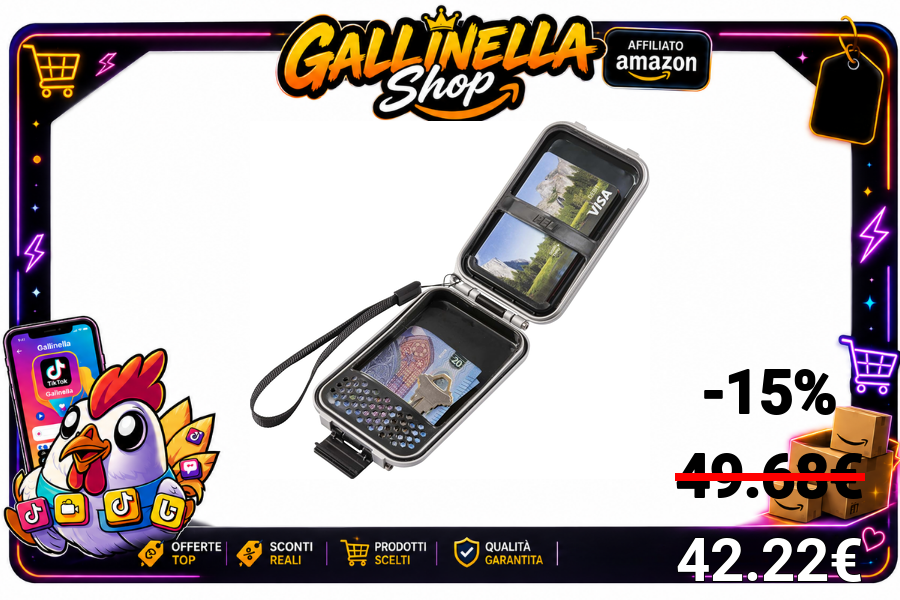 GALLINELLA
Shop
AFFILIATO
amazon
VISA
20
Gallinella
TikTok
Gallinella
-15%
49.68€
42.22€
OFFERTE
TOP
SCONTI
REALI
PRODOTTI
SCELTI
QUALITÀ
GARANTITA